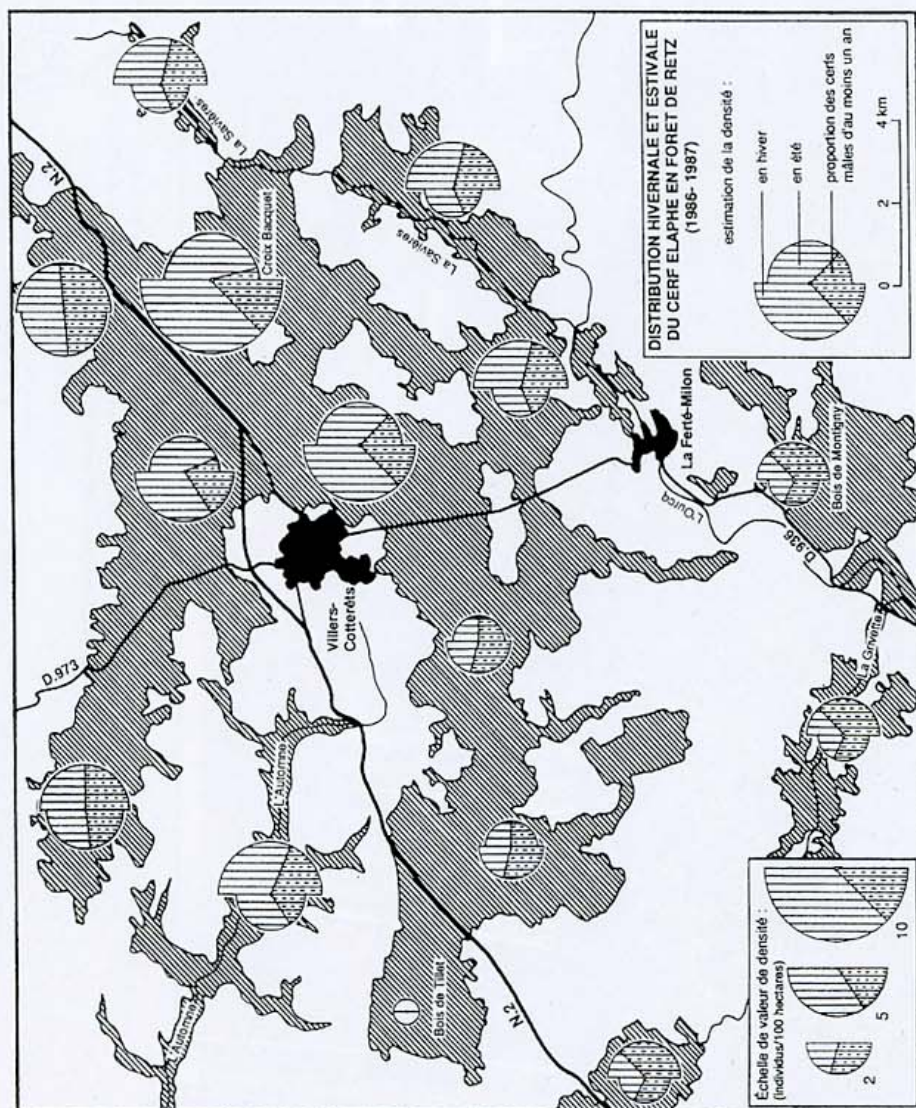 DISTRIBUTION HIVERNALE ET ESTIVALE
DU CERF ELAPHE EN FORET DE RETZ
(1986- 1987)
estimation de la densité :
en hiver
en été
proportion des cerfs
mâles d'au moins un an
0 2 4 km
Échelle de valeur de densité :
(individus/100 hectares)
2 5 10
N.2
La Savières
Croix Bacquet
La Savières
D.973
Villers-
Cotterêts
L'Automne
L'Automne
Bois de Tillet
N.2
La Ferté-Milon
L'Ourcq
Bois de Montigny
D.936
La Grivette